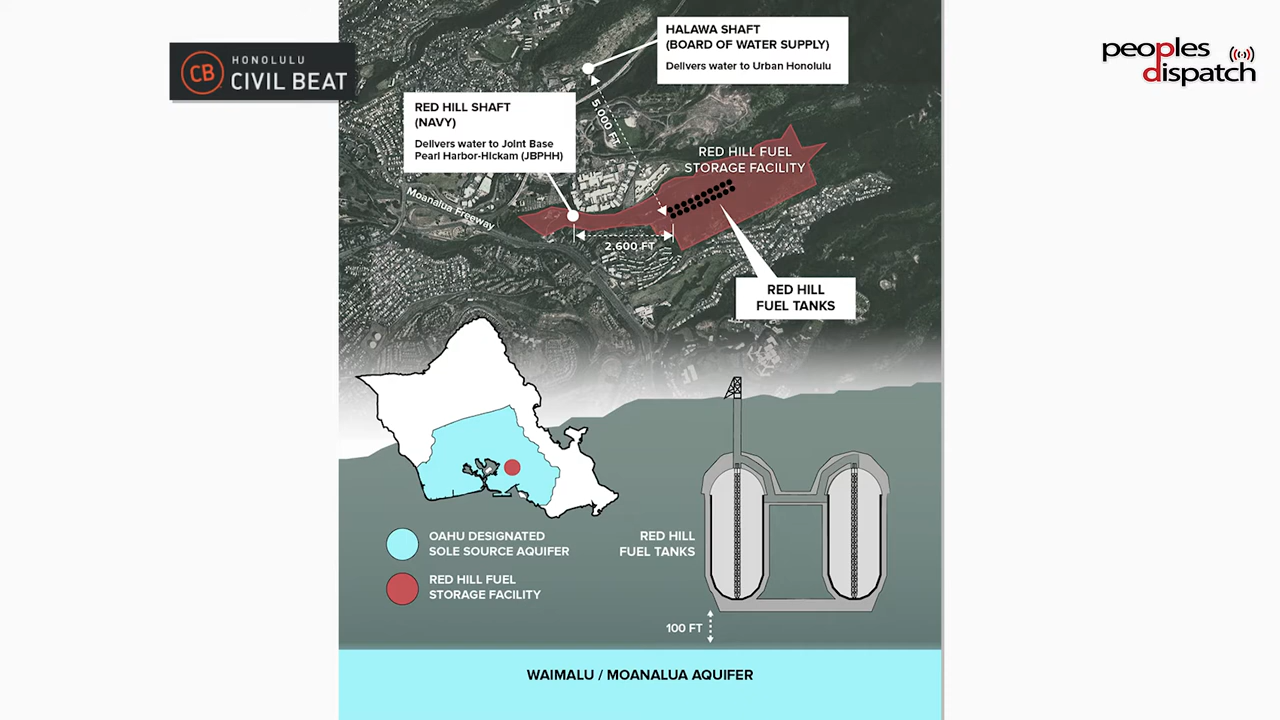 CB
HONOLULU
CIVIL BEAT
peoples
dispatch
HALAWA SHAFT
(BOARD OF WATER SUPPLY)
Delivers water to Urban Honolulu
RED HILL SHAFT
(NAVY)
Delivers water to Joint Base
Pearl Harbor-Hickam (JBPHH)
5,000 FT
RED HILL FUEL
STORAGE FACILITY
Moanalua Freeway
2,600 FT
RED HILL
FUEL TANKS
OAHU DESIGNATED
SOLE SOURCE AQUIFER
RED HILL FUEL
STORAGE FACILITY
RED HILL
FUEL TANKS
100 FT
WAIMALU / MOANALUA AQUIFER